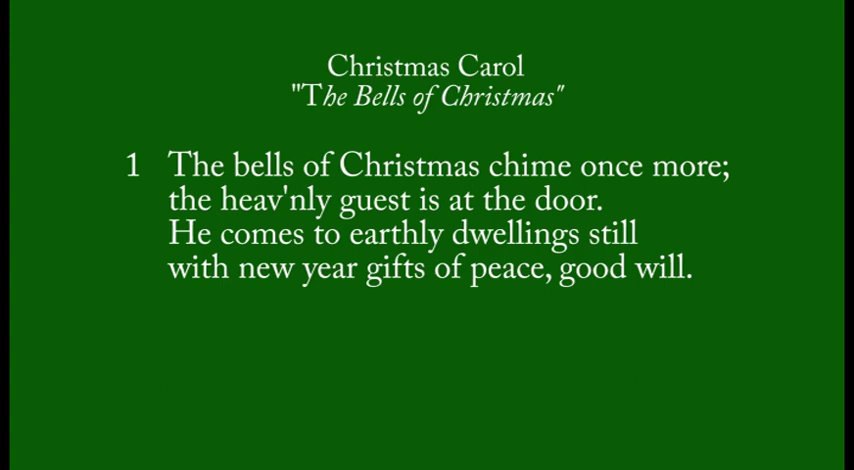 Christmas Carol
"The Bells of Christmas"
1 The bells of Christmas chime once more;
the heav'nly guest is at the door.
He comes to earthly dwellings still
with new year gifts of peace, good will.